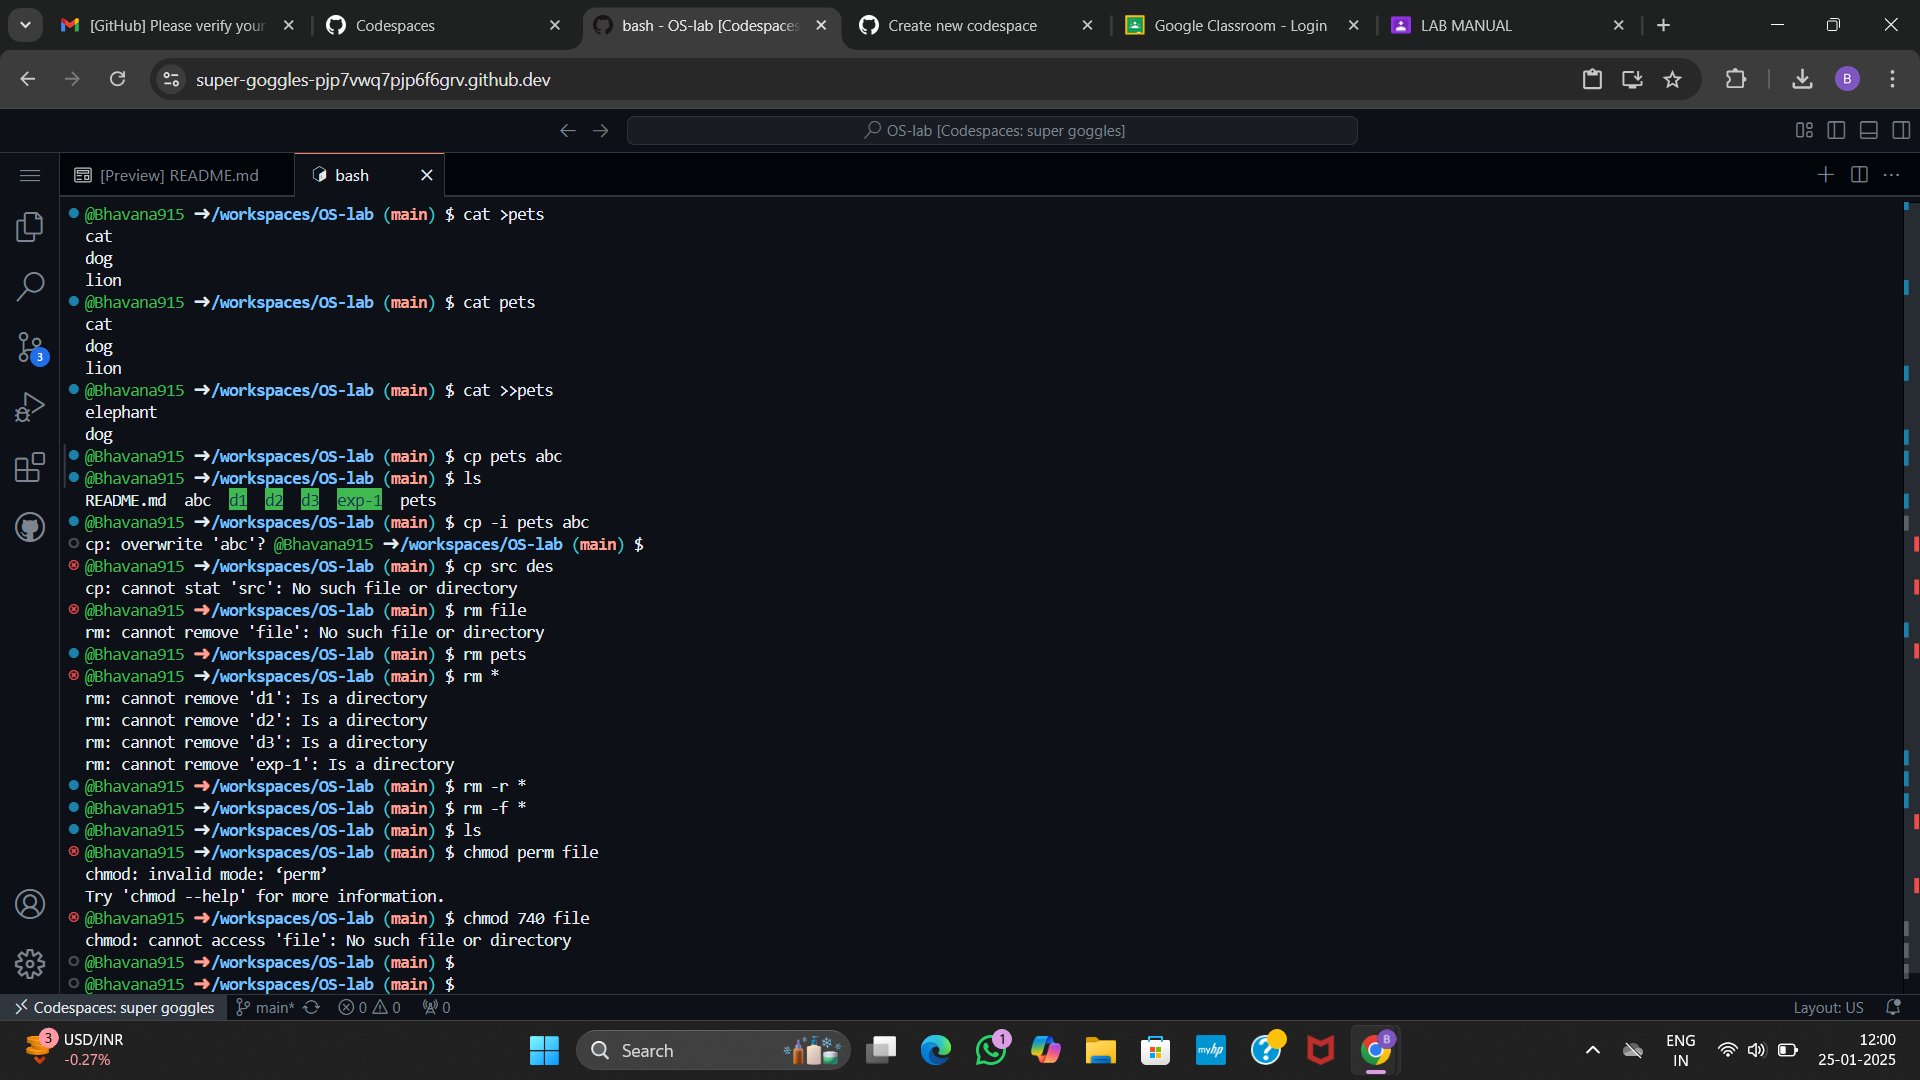 [GitHub] Please verify your
Codespaces
bash - OS-lab [Codespaces
Create new codespace
Google Classroom - Login
LAB MANUAL
super-goggles-pjp7vwq7pjp6f6grv.github.dev
B
OS-lab [Codespaces: super goggles]
[Preview] README.md
bash
@Bhavana915 ➜/workspaces/OS-lab (main) $ cat >pets
cat
dog
lion
@Bhavana915 ➜/workspaces/OS-lab (main) $ cat pets
cat
dog
lion
@Bhavana915 ➜/workspaces/OS-lab (main) $ cat >>pets
elephant
dog
@Bhavana915 ➜/workspaces/OS-lab (main) $ cp pets abc
@Bhavana915 ➜/workspaces/OS-lab (main) $ ls
README.md abc d1 d2 d3 exp-1 pets
@Bhavana915 ➜/workspaces/OS-lab (main) $ cp -i pets abc
cp: overwrite 'abc'? @Bhavana915 ➜/workspaces/OS-lab (main) $
@Bhavana915 ➜/workspaces/OS-lab (main) $ cp src des
cp: cannot stat 'src': No such file or directory
@Bhavana915 ➜/workspaces/OS-lab (main) $ rm file
rm: cannot remove 'file': No such file or directory
@Bhavana915 ➜/workspaces/OS-lab (main) $ rm pets
@Bhavana915 ➜/workspaces/OS-lab (main) $ rm *
rm: cannot remove 'd1': Is a directory
rm: cannot remove 'd2': Is a directory
rm: cannot remove 'd3': Is a directory
rm: cannot remove 'exp-1': Is a directory
@Bhavana915 ➜/workspaces/OS-lab (main) $ rm -r *
@Bhavana915 ➜/workspaces/OS-lab (main) $ rm -f *
@Bhavana915 ➜/workspaces/OS-lab (main) $ ls
@Bhavana915 ➜/workspaces/OS-lab (main) $ chmod perm file
chmod: invalid mode: ‘perm’
Try 'chmod --help' for more information.
@Bhavana915 ➜/workspaces/OS-lab (main) $ chmod 740 file
chmod: cannot access 'file': No such file or directory
@Bhavana915 ➜/workspaces/OS-lab (main) $
@Bhavana915 ➜/workspaces/OS-lab (main) $
3
Codespaces: super goggles main* 0 0 0 Layout: US
3
USD/INR
-0.27%
Search
1
myhp
B
ENG
IN
12:00
25-01-2025